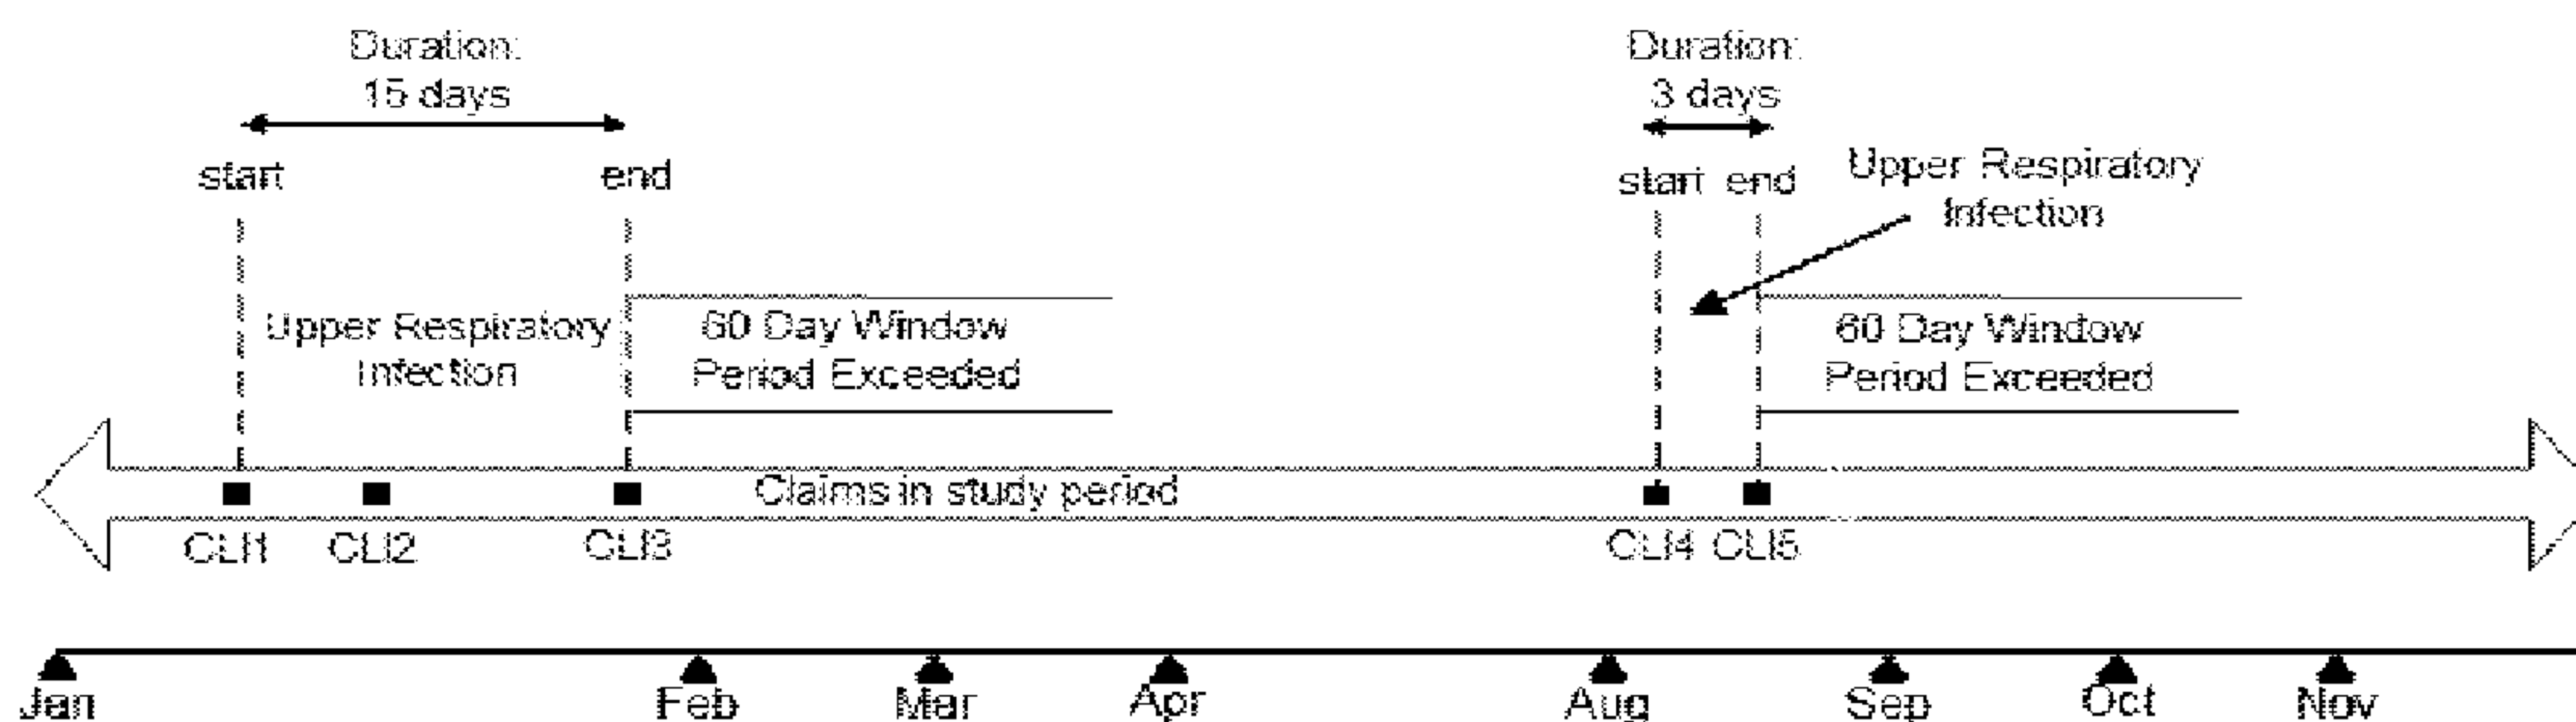 Duration:
15 days
Duration:
3 days
start
end
start end
Upper Respiratory
Infection
Upper Respiratory
Infection
60 Day Window
Period Exceeded
60 Day Window
Period Exceeded
Claims in study period
CLI1 CLI2 CLI3 CLI4 CLI5
Jan Feb Mar Apr Aug Sep Oct Nov